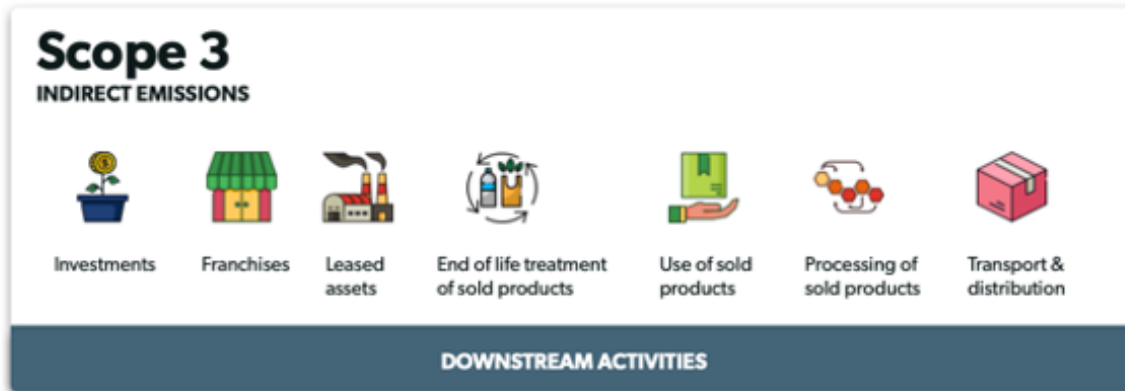 Scope 3
INDIRECT EMISSIONS
Investments
Franchises
Leased
assets
End of life treatment
of sold products
Use of sold
products
Processing of
sold products
Transport &
distribution
DOWNSTREAM ACTIVITIES